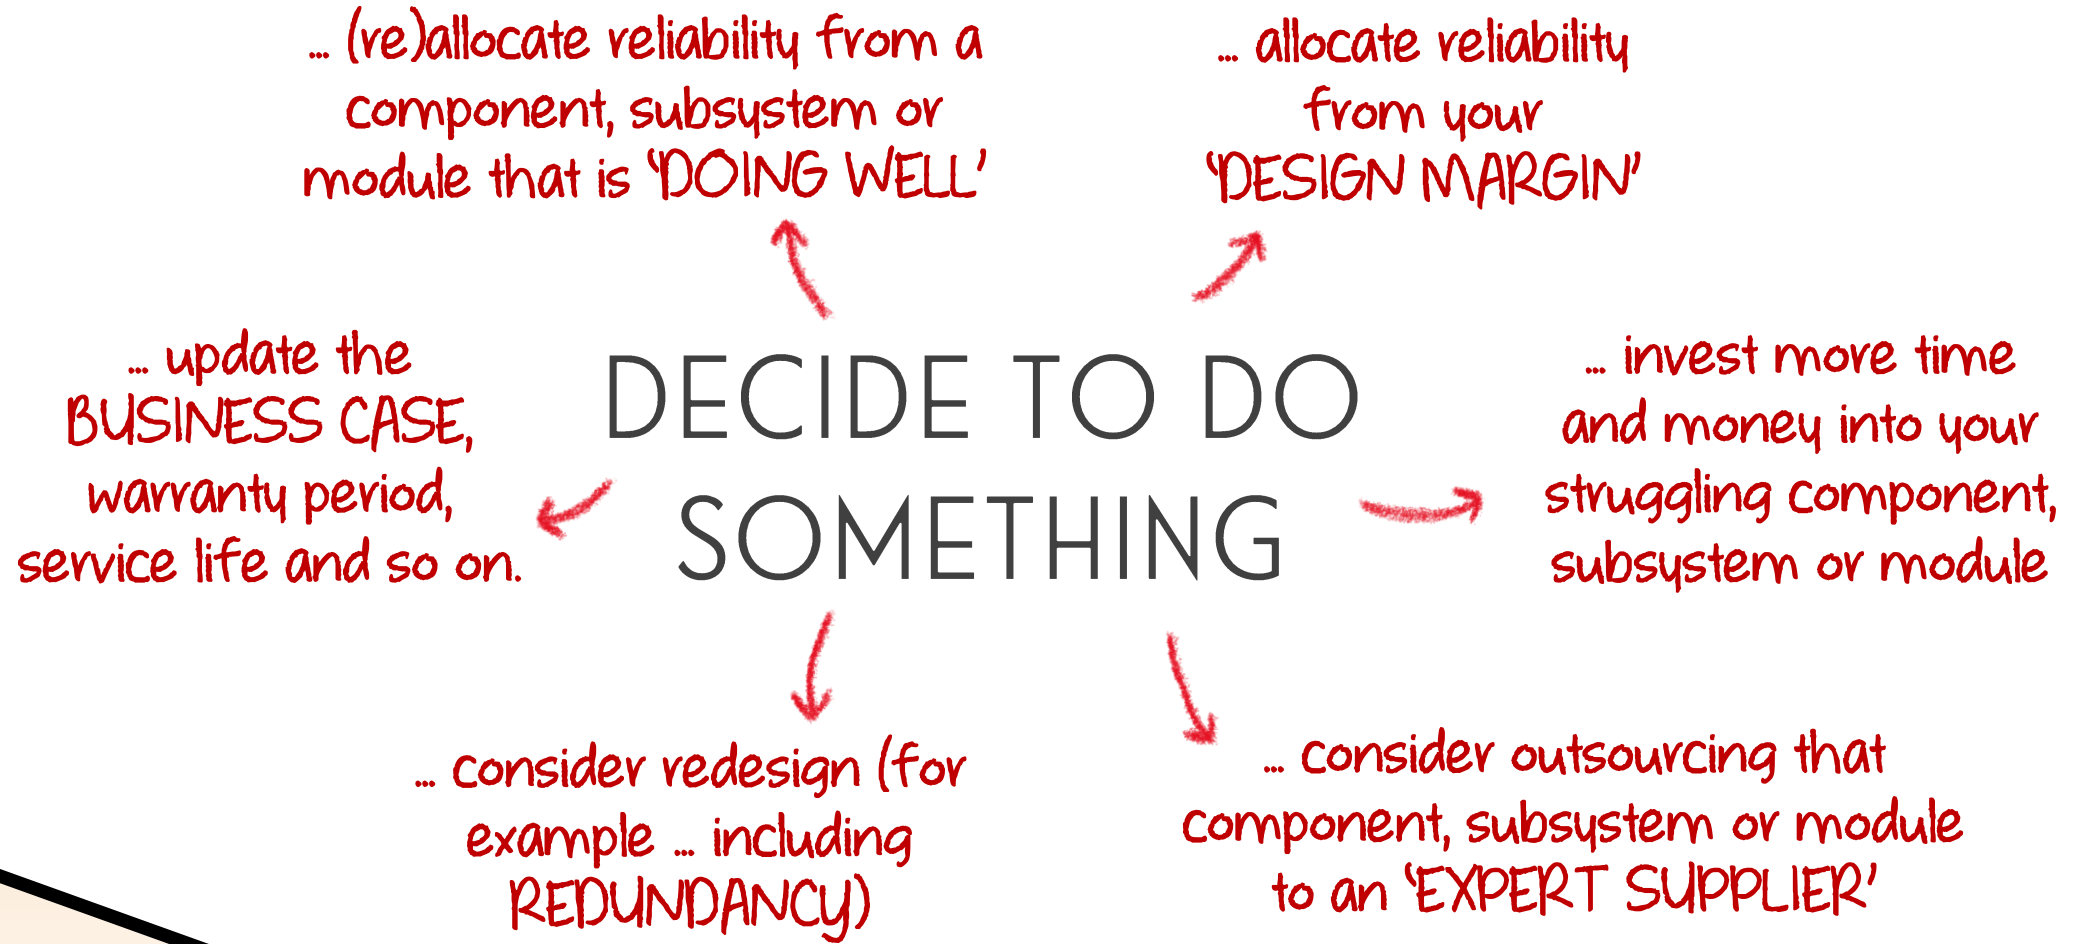 ... (re)allocate reliability from a
component, subsystem or
module that is 'DOING WELL'
... allocate reliability
from your
'DESIGN MARGIN'
... update the
BUSINESS CASE,
warranty period,
service life and so on.
DECIDE TO DO
SOMETHING
... invest more time
and money into your
struggling component,
subsystem or module
... consider redesign (for
example ... including
REDUNDANCY)
... consider outsourcing that
component, subsystem or module
to an 'EXPERT SUPPLIER'